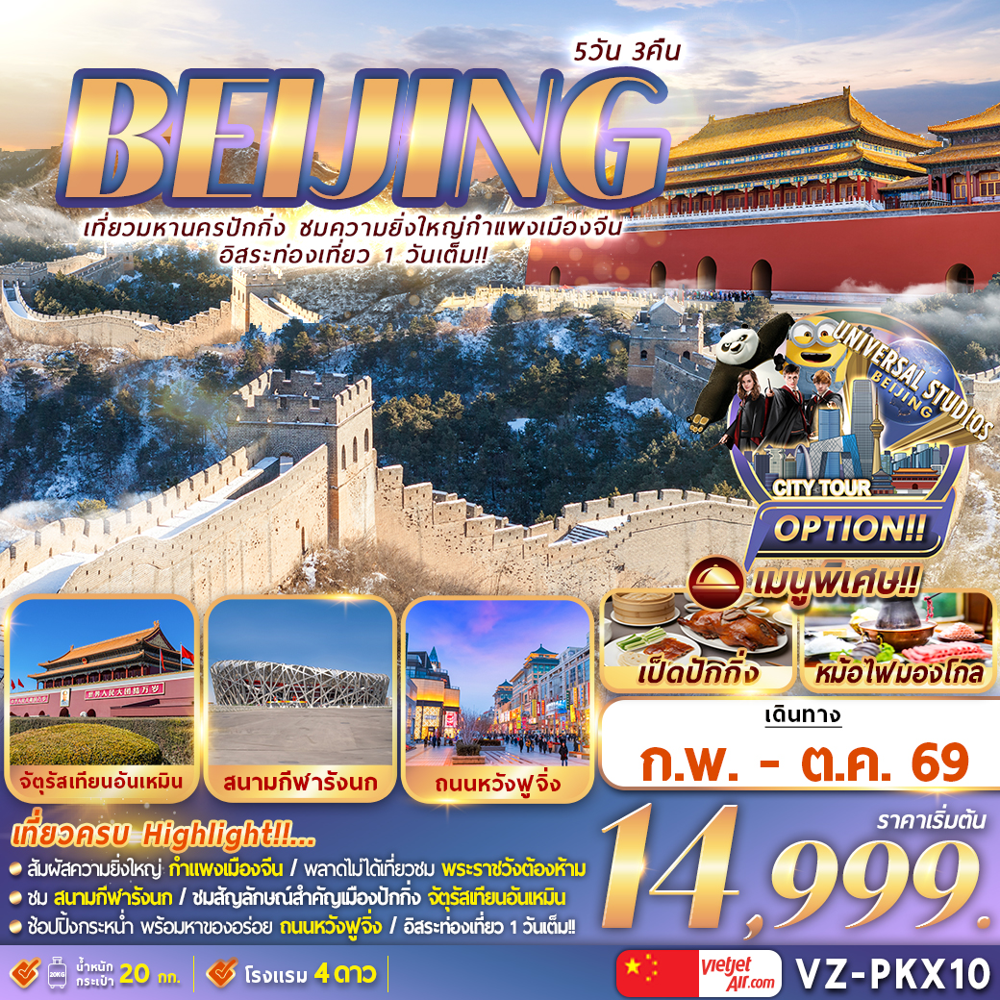 5วัน 3คืน
BEIJING
เที่ยวมหานครปักกิ่ง ชมความยิ่งใหญ่กำแพงเมืองจีน
อิสระท่องเที่ยว 1 วันเต็ม!!
UNIVERSAL STUDIOS
BEIJING
CITY TOUR
OPTION!!
เมนูพิเศษ!!
เป็ดปักกิ่ง
หม้อไฟมองโกล
世界人民大团结万岁
จัตุรัสเทียนอันเหมิน
สนามกีฬารังนก
ถนนหวังฟูจิ่ง
เดินทาง
ก.พ. - ต.ค. 69
ราคาเริ่มต้น
14,999.
เที่ยวครบ Highlight!!...
สัมผัสความยิ่งใหญ่ กำแพงเมืองจีน / พลาดไม่ได้เที่ยวชม พระราชวังต้องห้าม
ชม สนามกีฬารังนก / ชมสัญลักษณ์สำคัญเมืองปักกิ่ง จัตุรัสเทียนอันเหมิน
ช้อปปิ้งกระหน่ำ พร้อมหาของอร่อย ถนนหวังฟูจิ่ง / อิสระท่องเที่ยว 1 วันเต็ม!!
20KG
น้ำหนัก
กระเป๋า 20 กก.
โรงแรม 4 ดาว
vietjet
Air.com
VZ-PKX10